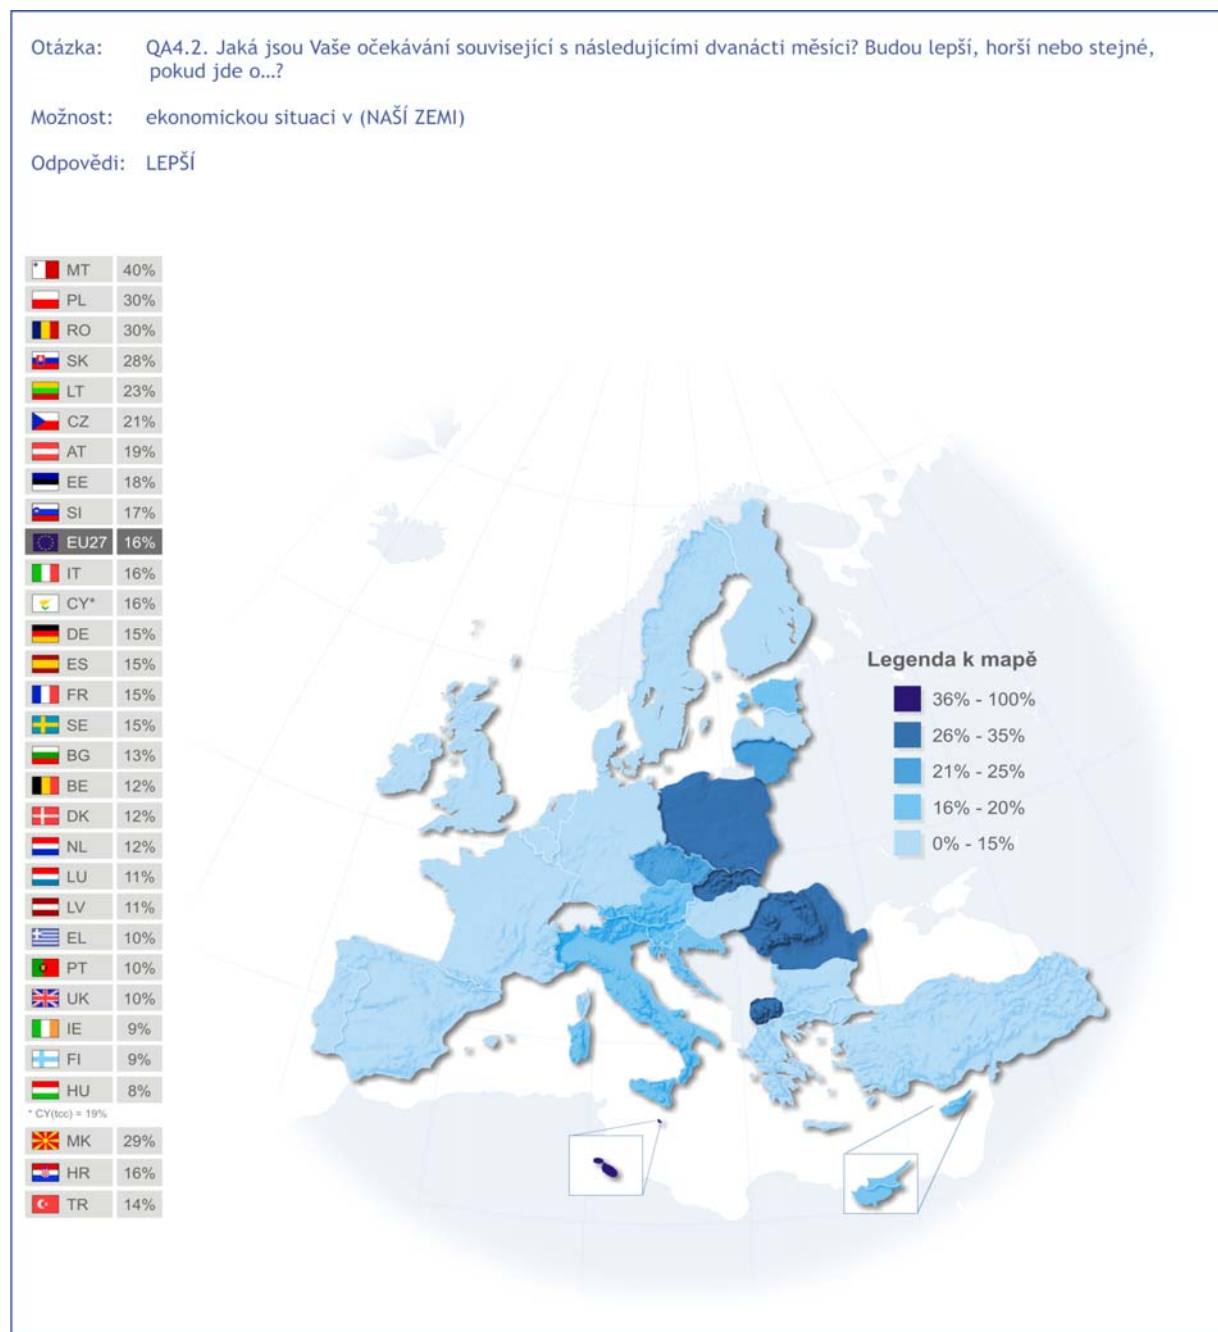 Otázka: QA4.2. Jaká jsou Vaše očekávání související s následujícími dvanácti měsíci? Budou lepší, horší nebo stejné,
pokud jde o…?
Možnost: ekonomickou situaci v (NAŠÍ ZEMI)
Odpovědi: LEPŠÍ
MT 40%
PL 30%
RO 30%
SK 28%
LT 23%
CZ 21%
AT 19%
EE 18%
SI 17%
EU27 16%
IT 16%
CY* 16%
DE 15%
ES 15%
FR 15%
SE 15%
BG 13%
BE 12%
DK 12%
NL 12%
LU 11%
LV 11%
EL 10%
PT 10%
UK 10%
IE 9%
FI 9%
HU 8%
* CY(tcc) = 19%
MK 29%
HR 16%
TR 14%
Legenda k mapě
36% - 100%
26% - 35%
21% - 25%
16% - 20%
0% - 15%